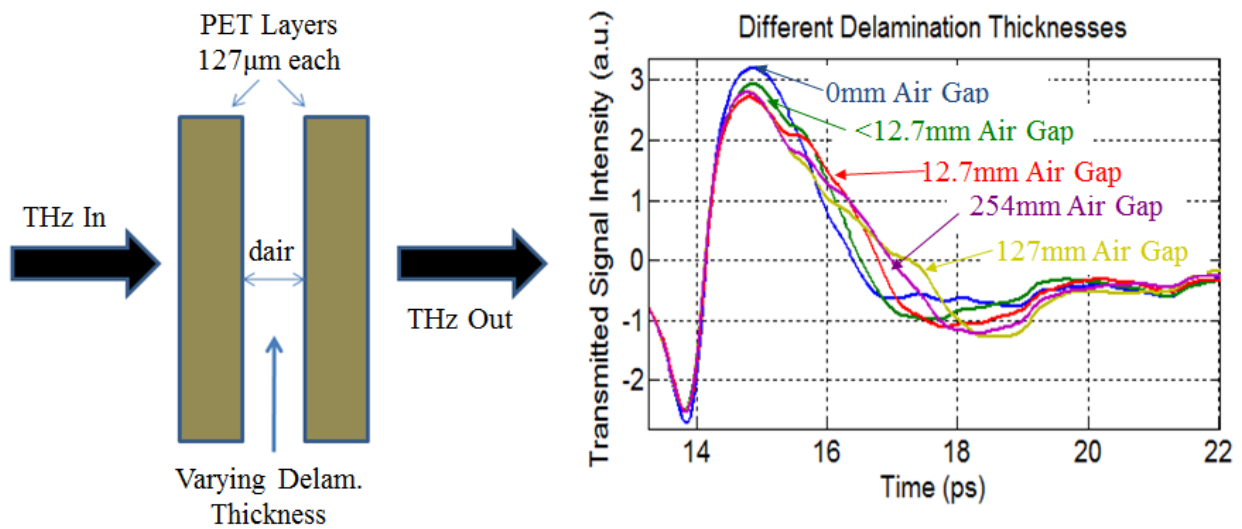 PET Layers
127μm each
THz In
dair
THz Out
Varying Delam.
Thickness
Different Delamination Thicknesses
Transmitted Signal Intensity (a.u.)
3
2
1
0
-1
-2
0mm Air Gap
<12.7mm Air Gap
12.7mm Air Gap
254mm Air Gap
127mm Air Gap
14 16 18 20 22
Time (ps)